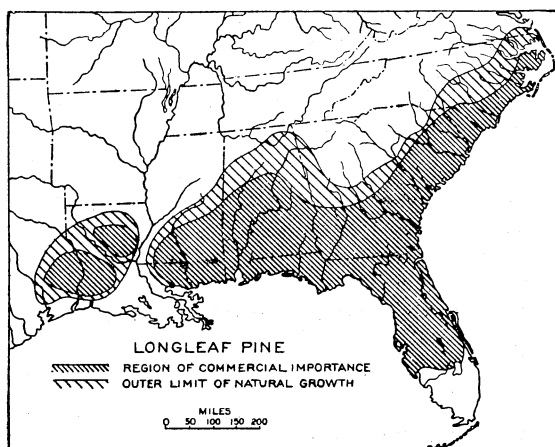 LONGLEAF PINE
REGION OF COMMERCIAL IMPORTANCE
OUTER LIMIT OF NATURAL GROWTH
MILES
0 50 100 150 200